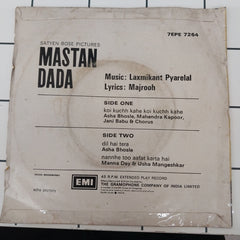 7EPE 7264
SATYEN BOSE PICTURES
MASTAN
DADA
Music: Laxmikant Pyarelal
Lyrics: Majrooh
SIDE ONE
koi kuchh kahe koi kuchh kahe
Asha Bhosle, Mahendra Kapoor,
Jani Babu & Chorus
SIDE TWO
dil hai tera
Asha Bhosle
nannhe too aafat karta hai
Manna Dey & Usha Mangeshkar
EMI
45 R.P.M. EXTENDED PLAY RECORD
THE GRAMOPHONE COMPANY OF INDIA LIMITED